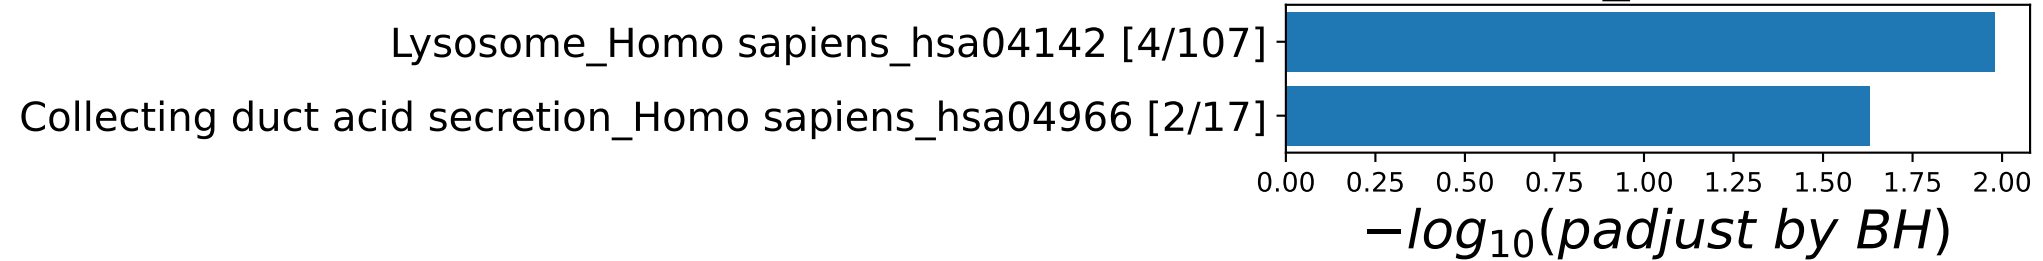 Lysosome_Homo sapiens_hsa04142 [4/107]
Collecting duct acid secretion_Homo sapiens_hsa04966 [2/17]
0.00 0.25 0.50 0.75 1.00 1.25 1.50 1.75 2.00
−log₁₀(padjust by BH)